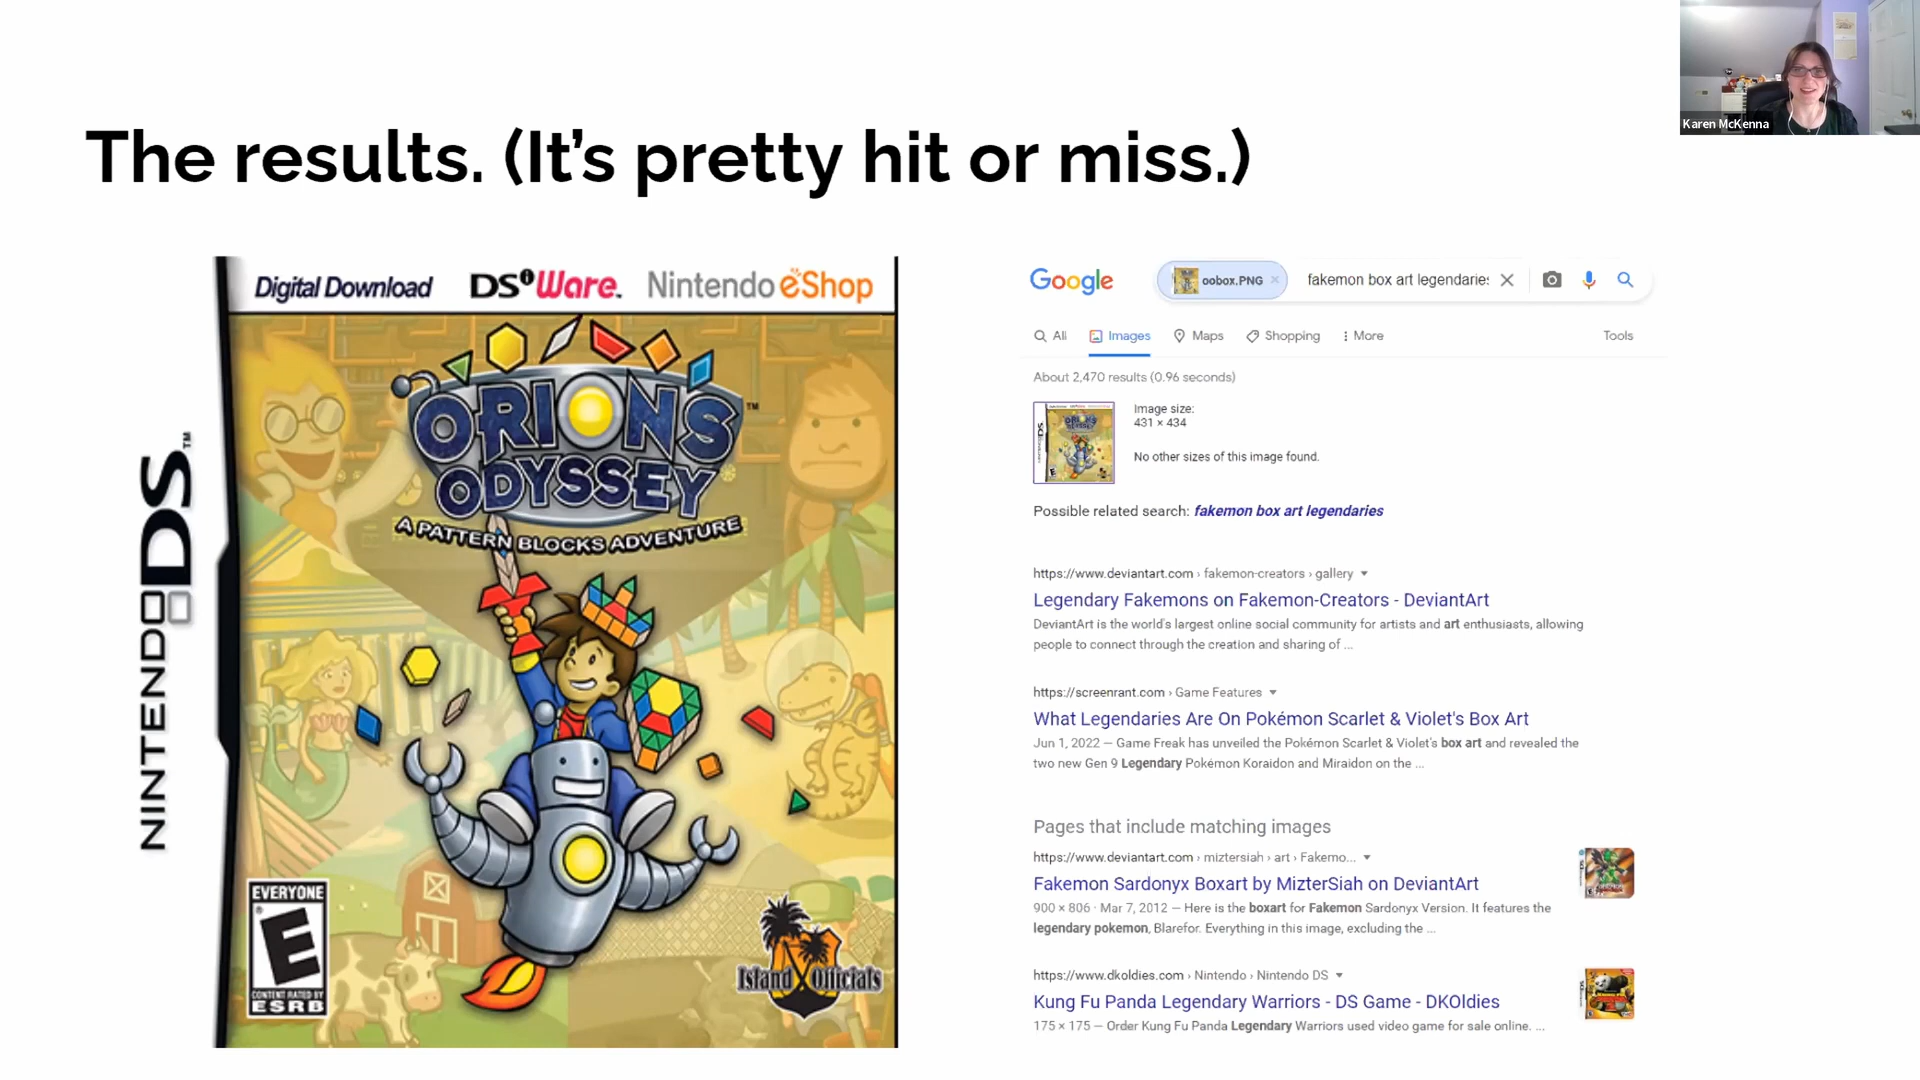 Karen McKenna
The results. (It's pretty hit or miss.)
Digital Download
DSiWare.
Nintendo eShop
NINTENDO DS™
ORIONS™
ODYSSEY
A PATTERN BLOCKS ADVENTURE
EVERYONE
E
®
CONTENT RATED BY
ESRB
Island Officials
Google
oobox.PNG ×
fakemon box art legendaries
All
Images
Maps
Shopping
More
Tools
About 2,470 results (0.96 seconds)
Image size:
431 × 434
No other sizes of this image found.
Possible related search: fakemon box art legendaries
https://www.deviantart.com › fakemon-creators › gallery
Legendary Fakemons on Fakemon-Creators - DeviantArt
DeviantArt is the world's largest online social community for artists and art enthusiasts, allowing
people to connect through the creation and sharing of ...
https://screenrant.com › Game Features
What Legendaries Are On Pokémon Scarlet & Violet's Box Art
Jun 1, 2022 — Game Freak has unveiled the Pokémon Scarlet & Violet's box art and revealed the
two new Gen 9 Legendary Pokémon Koraidon and Miraidon on the ...
Pages that include matching images
https://www.deviantart.com › miztersiah › art › Fakemo...
Fakemon Sardonyx Boxart by MizterSiah on DeviantArt
900 × 806 · Mar 7, 2012 — Here is the boxart for Fakemon Sardonyx Version. It features the
legendary pokemon, Blarefor. Everything in this image, excluding the ...
https://www.dkoldies.com › Nintendo › Nintendo DS
Kung Fu Panda Legendary Warriors - DS Game - DKOldies
175 × 175 — Order Kung Fu Panda Legendary Warriors used video game for sale online. ...